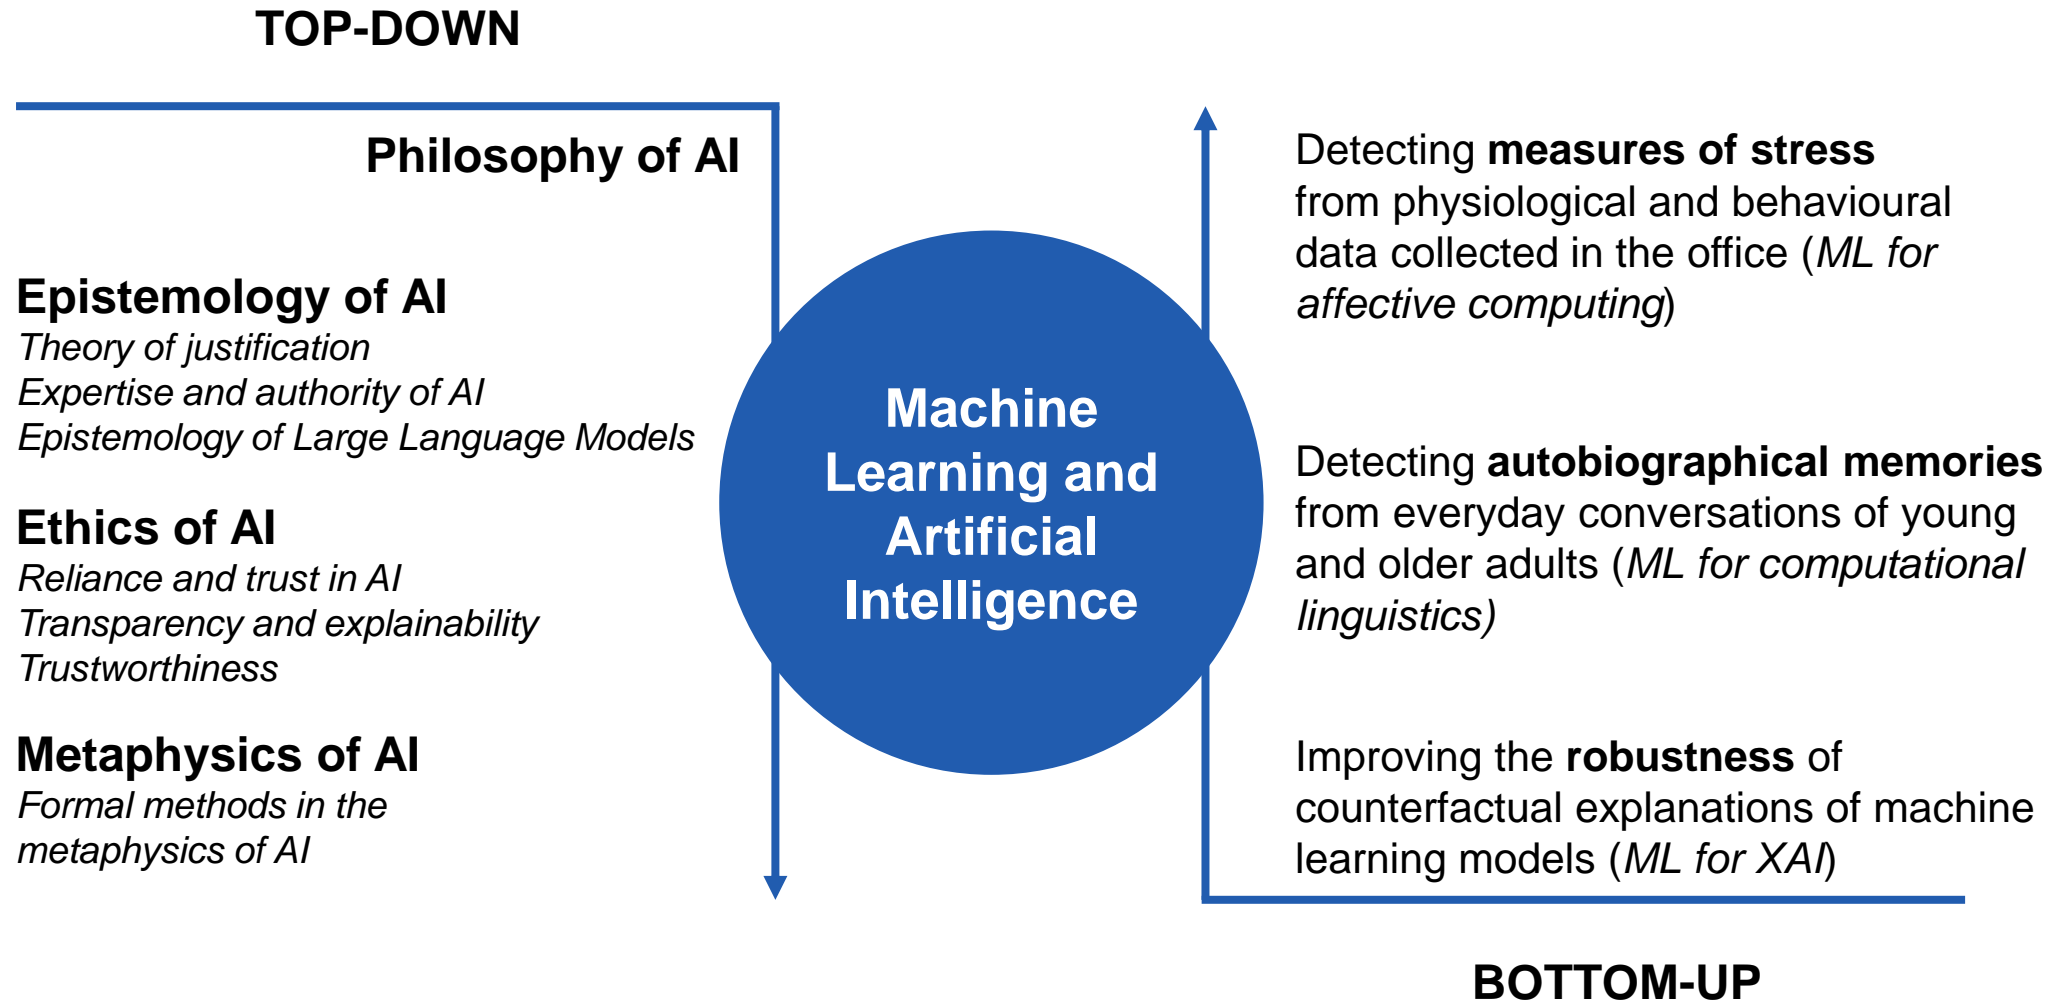 TOP-DOWN
Philosophy of AI
Epistemology of AI
Theory of justification
Expertise and authority of AI
Epistemology of Large Language Models
Ethics of AI
Reliance and trust in AI
Transparency and explainability
Trustworthiness
Metaphysics of AI
Formal methods in the
metaphysics of AI
Machine
Learning and
Artificial
Intelligence
Detecting measures of stress
from physiological and behavioural
data collected in the office (ML for
affective computing)
Detecting autobiographical memories
from everyday conversations of young
and older adults (ML for computational
linguistics)
Improving the robustness of
counterfactual explanations of machine
learning models (ML for XAI)
BOTTOM-UP